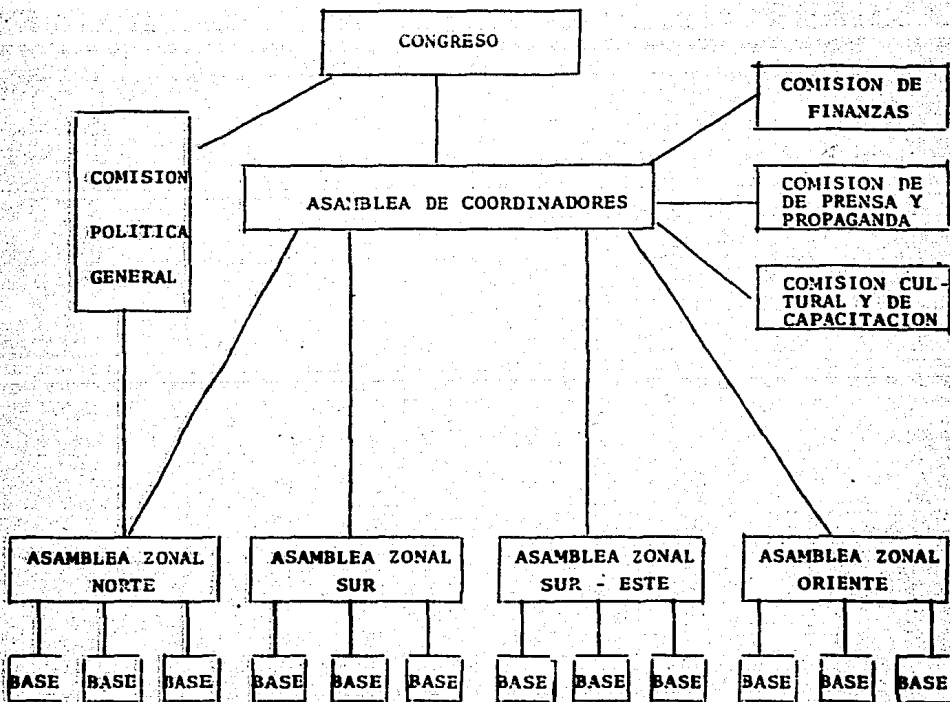 CONGRESO
COMISION DE
FINANZAS
COMISION
POLITICA
GENERAL
ASAMBLEA DE COORDINADORES
COMISION DE
DE PRENSA Y
PROPAGANDA
COMISION CUL-
TURAL Y DE
CAPACITACION
ASAMBLEA ZONAL
NORTE
ASAMBLEA ZONAL
SUR
ASAMBLEA ZONAL
SUR - ESTE
ASAMBLEA ZONAL
ORIENTE
BASE BASE BASE BASE BASE BASE BASE BASE BASE BASE BASE BASE